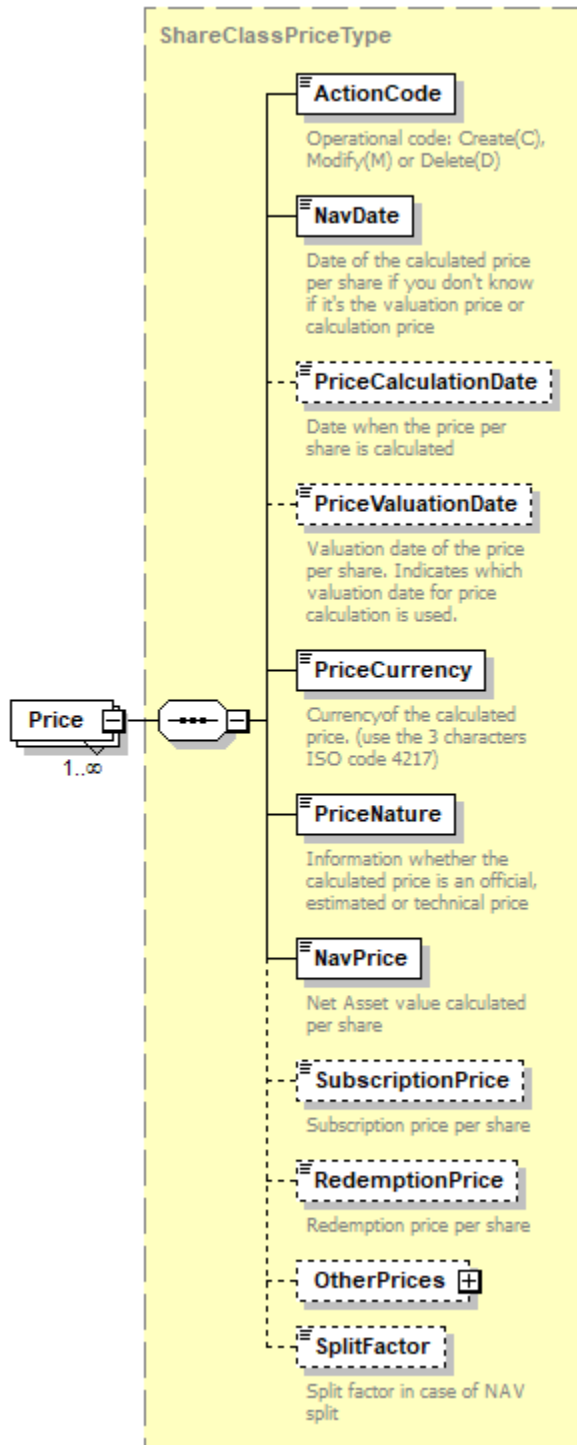 ShareClassPriceType
ActionCode
Operational code: Create(C),
Modify(M) or Delete(D)
NavDate
Date of the calculated price
per share if you don't know
if it's the valuation price or
calculation price
PriceCalculationDate
Date when the price per
share is calculated
PriceValuationDate
Valuation date of the price
per share. Indicates which
valuation date for price
calculation is used.
PriceCurrency
Currencyof the calculated
price. (use the 3 characters
ISO code 4217)
Price
1..∞
PriceNature
Information whether the
calculated price is an official,
estimated or technical price
NavPrice
Net Asset value calculated
per share
SubscriptionPrice
Subscription price per share
RedemptionPrice
Redemption price per share
OtherPrices
SplitFactor
Split factor in case of NAV
split